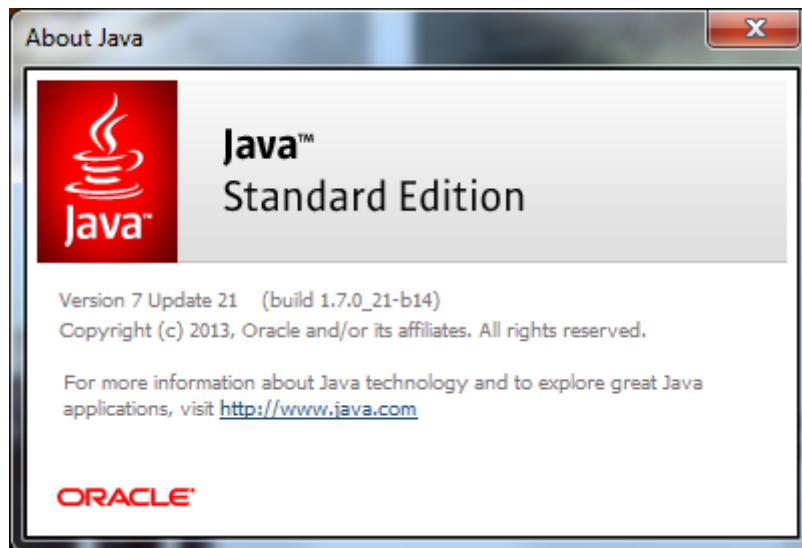 About Java
Java™
Java™
Standard Edition
Version 7 Update 21 (build 1.7.0_21-b14)
Copyright (c) 2013, Oracle and/or its affiliates. All rights reserved.
For more information about Java technology and to explore great Java
applications, visit http://www.java.com
ORACLE®